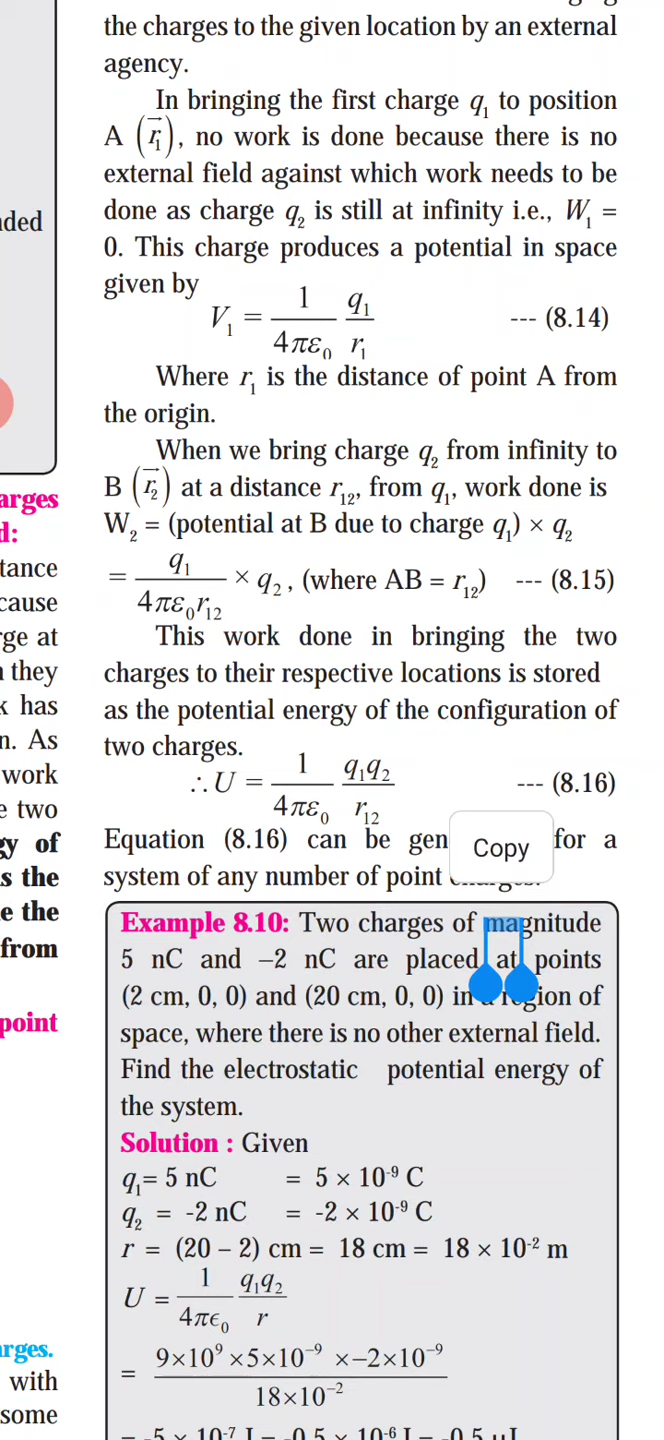 the charges to the given location by an external
agency.
In bringing the first charge q₁ to position
A (r⃗₁), no work is done because there is no
external field against which work needs to be
done as charge q₂ is still at infinity i.e., W₁ =
0. This charge produces a potential in space
given by
V₁ = 1/4πε₀ q₁/r₁ --- (8.14)
Where r₁ is the distance of point A from
the origin.
When we bring charge q₂ from infinity to
B (r⃗₂) at a distance r₁₂, from q₁, work done is
W₂ = (potential at B due to charge q₁) × q₂
= q₁/4πε₀r₁₂ × q₂, (where AB = r₁₂) --- (8.15)
This work done in bringing the two
charges to their respective locations is stored
as the potential energy of the configuration of
two charges.
∴ U = 1/4πε₀ q₁q₂/r₁₂ --- (8.16)
Equation (8.16) can be gen for a
system of any number of point
Copy
Example 8.10: Two charges of magnitude
5 nC and –2 nC are placed at points
(2 cm, 0, 0) and (20 cm, 0, 0) in a region of
space, where there is no other external field.
Find the electrostatic potential energy of
the system.
Solution : Given
q₁= 5 nC = 5 × 10⁻⁹ C
q₂ = -2 nC = -2 × 10⁻⁹ C
r = (20 – 2) cm = 18 cm = 18 × 10⁻² m
U = 1/4πϵ₀ q₁q₂/r
= 9×10⁹ ×5×10⁻⁹ ×−2×10⁻⁹/18×10⁻²
= -5 × 10⁻⁷ J = -0.5 × 10⁻⁶ J = -0.5 μJ
ded
arges
d:
tance
cause
ge at
they
has
n. As
work
two
gy of
s the
e the
from
point
rges.
with
some